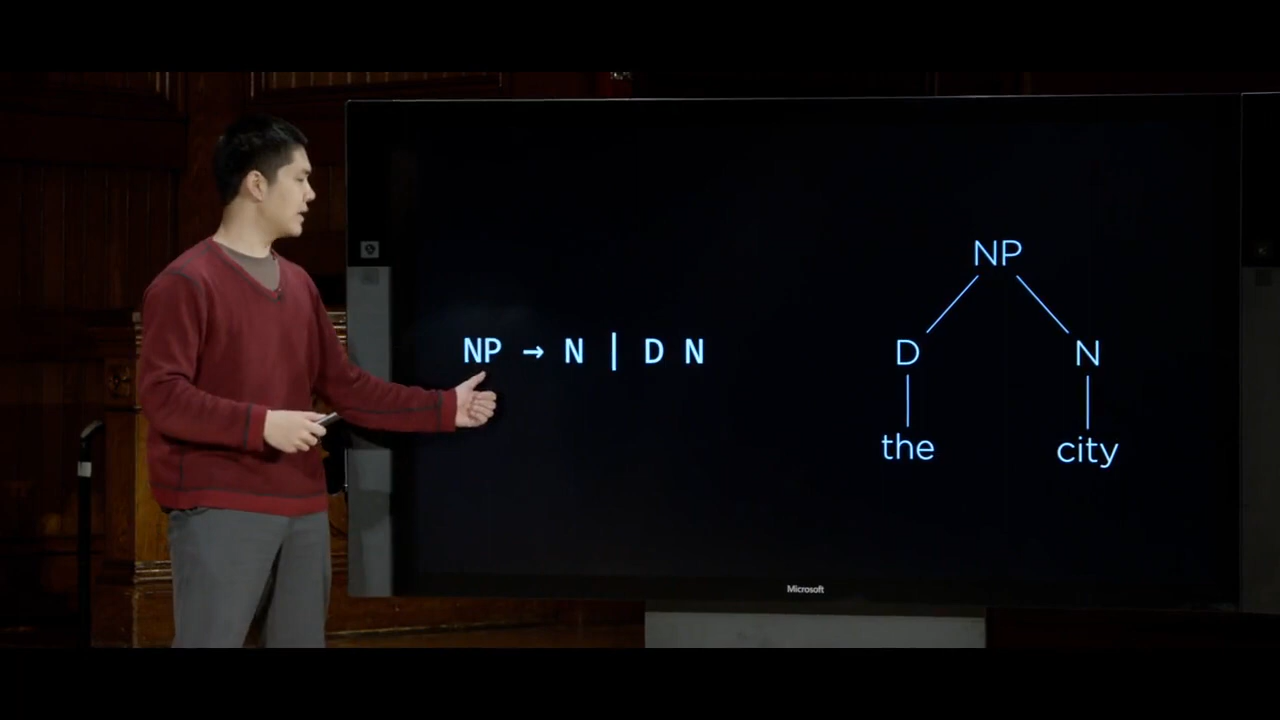 NP
NP → N | D N
D N
the city
Microsoft